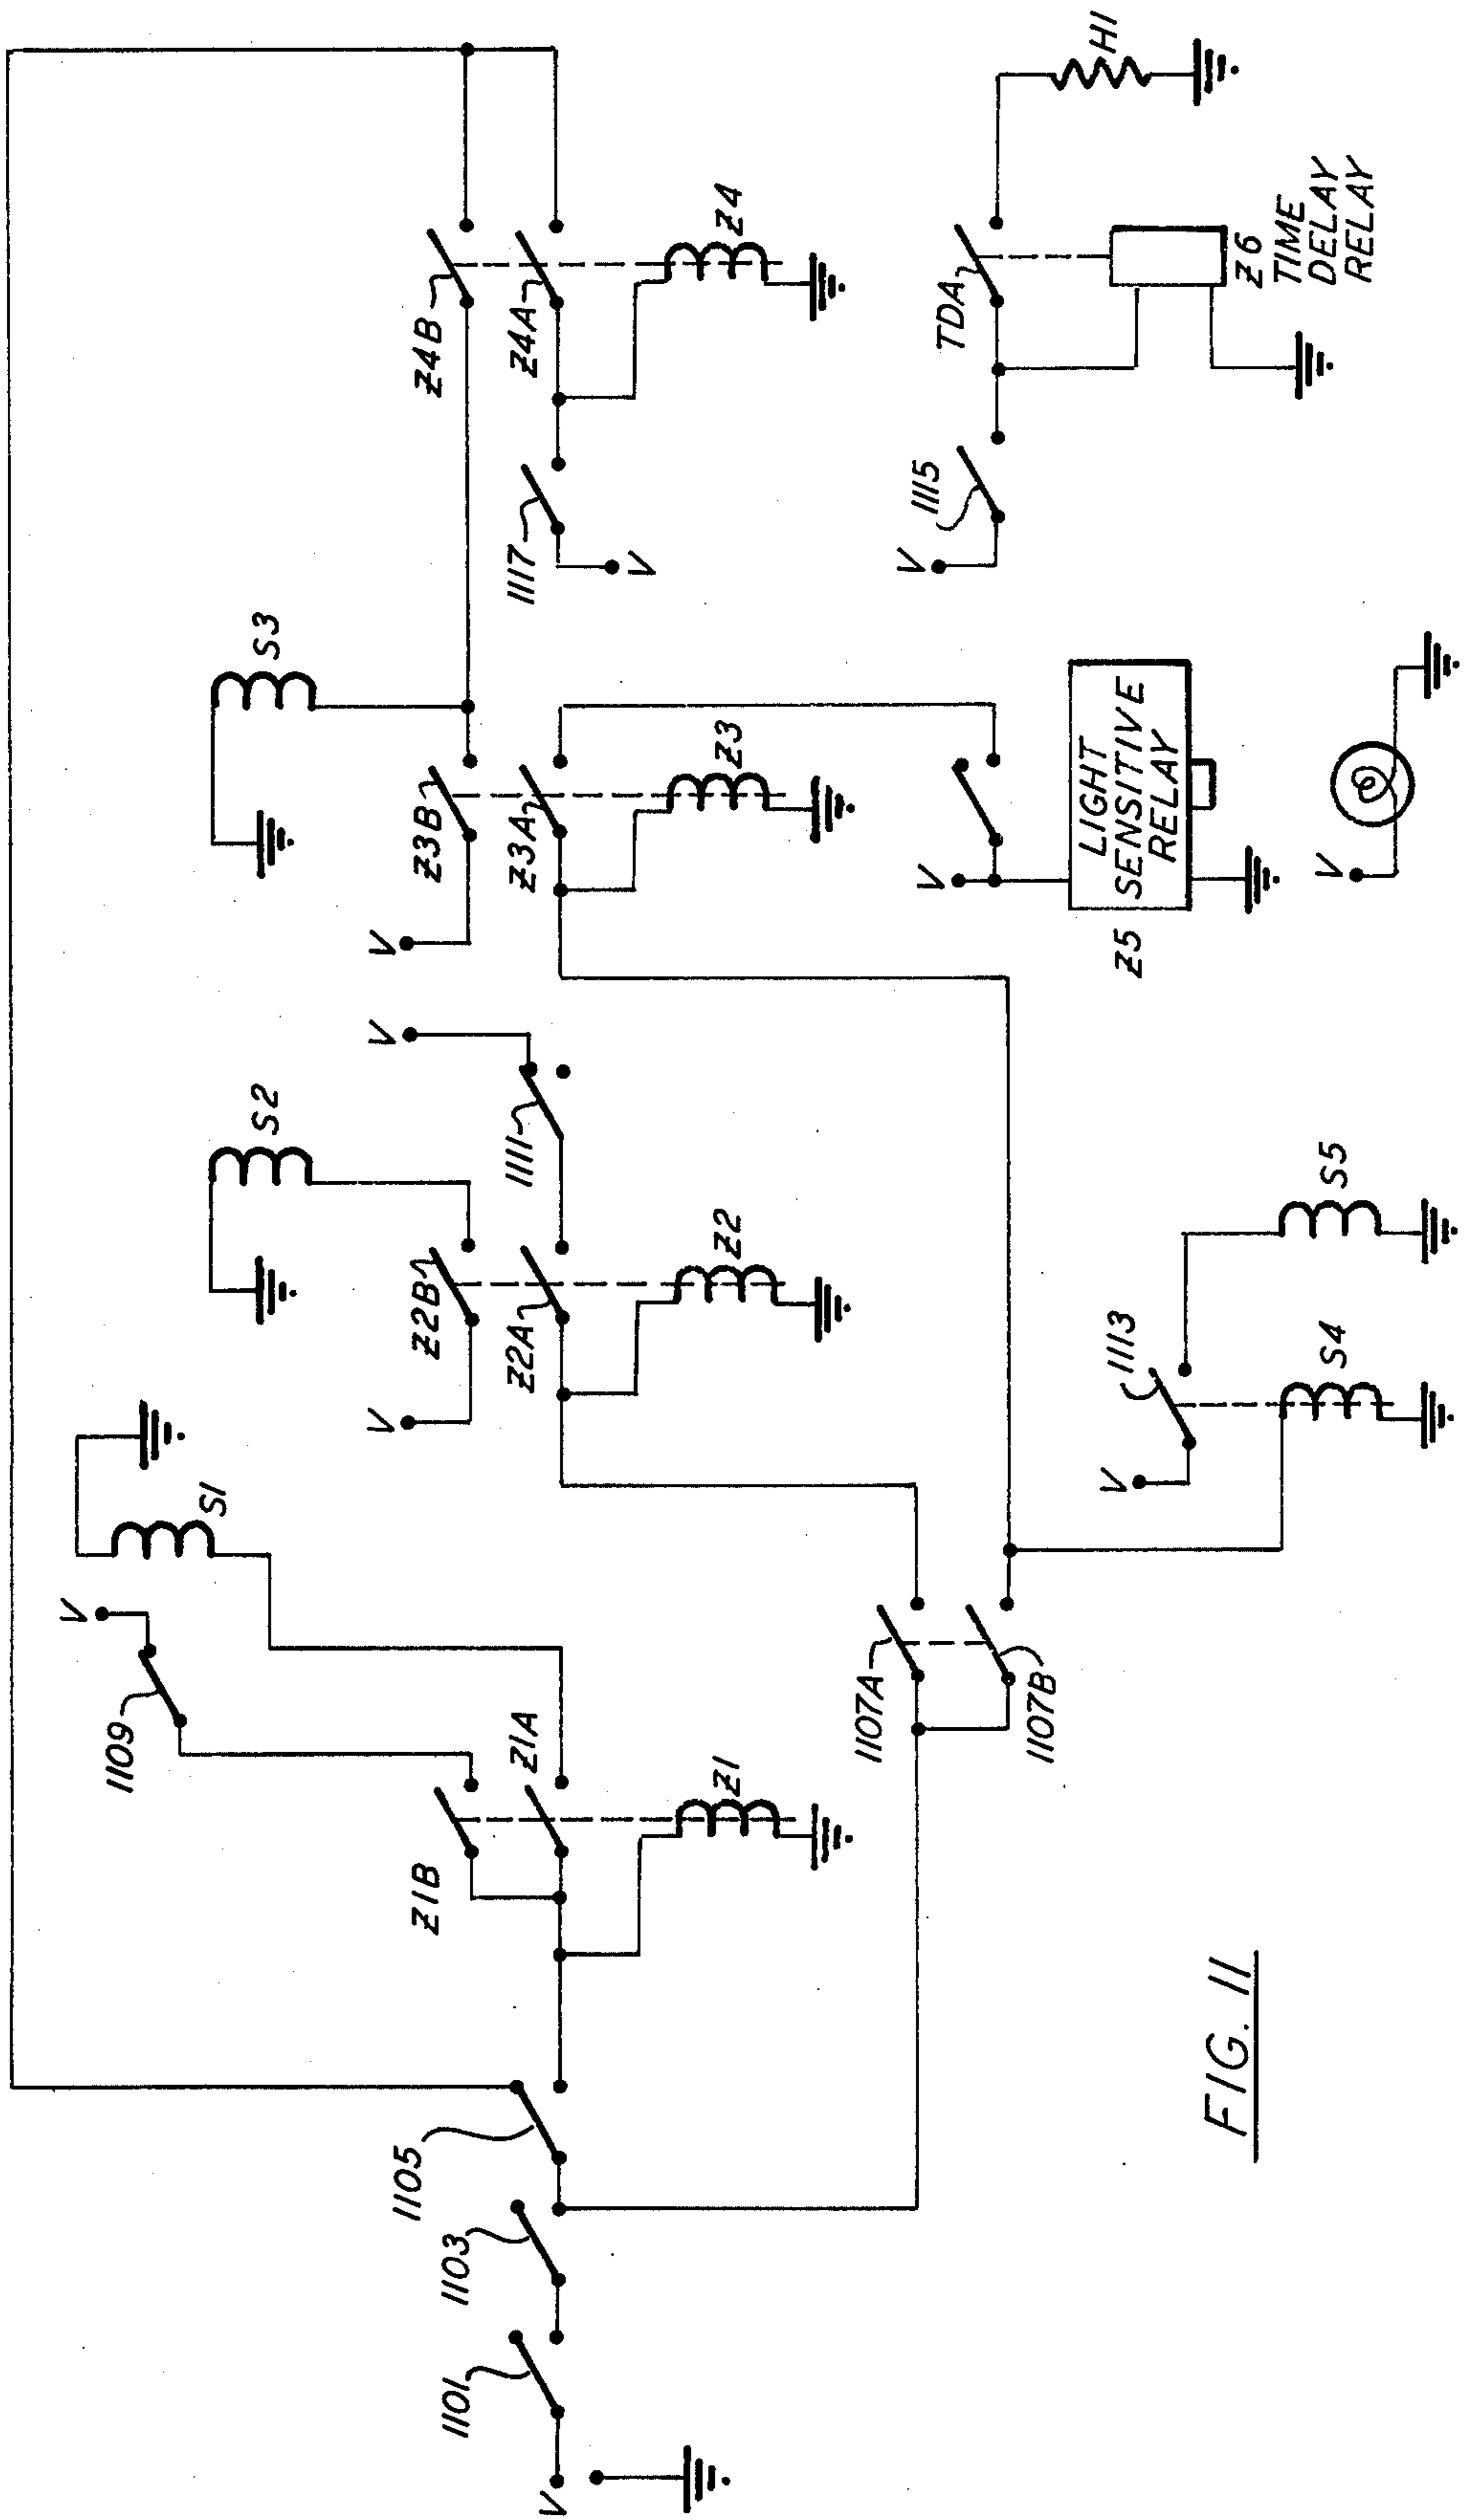 V
1109
S1
S2
S3
V
V
V
1105
Z1B
Z2B
Z3B
Z4B
1101
1103
Z1A
Z2A
1111
Z3A
1117
Z4A
V
V
Z1
Z2
Z3
Z4
1107A
V
V
1115
TDA
1107B
V
1113
Z5
LIGHT
SENSITIVE
RELAY
H1
Z6
TIME
DELAY
RELAY
S4
S5
V
FIG. 11